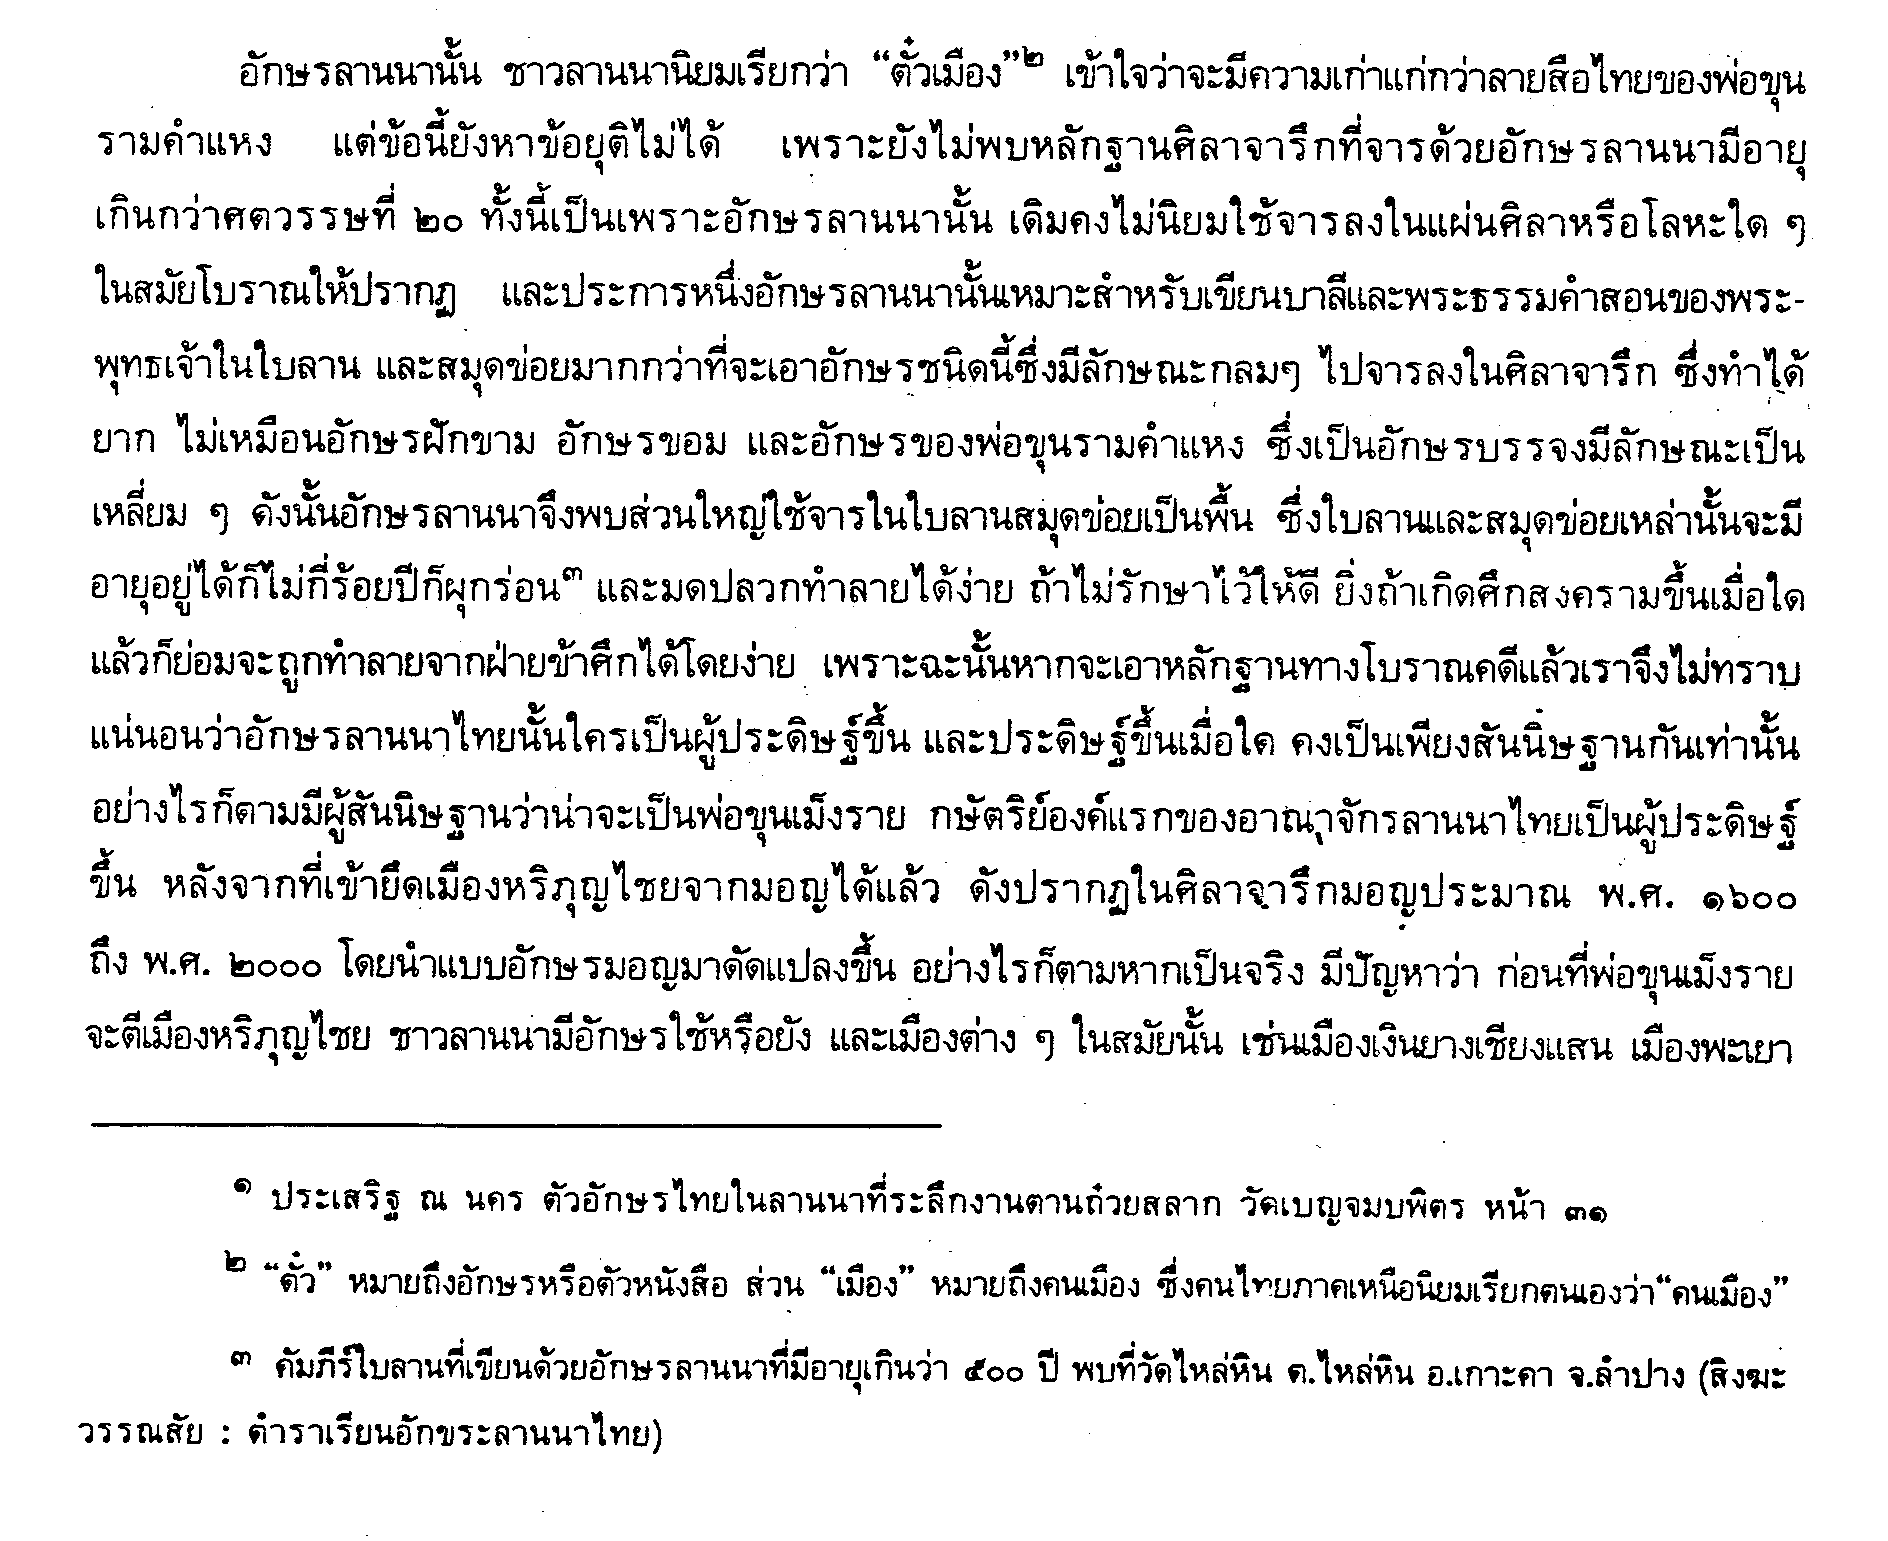 อักษรลานนานั้น ชาวลานนานิยมเรียกว่า “ตั๋วเมือง”๒ เข้าใจว่าจะมีความเก่าแก่กว่าลายสือไทยของพ่อขุน
รามคำแหง แต่ข้อนี้ยังหาข้อยุติไม่ได้ เพราะยังไม่พบหลักฐานศิลาจารึกที่จารด้วยอักษรลานนามีอายุ
เกินกว่าศตวรรษที่ ๒๐ ทั้งนี้เป็นเพราะอักษรลานนานั้น เดิมคงไม่นิยมใช้จารลงในแผ่นศิลาหรือโลหะใด ๆ
ในสมัยโบราณให้ปรากฏ และประการหนึ่งอักษรลานนานั้นเหมาะสำหรับเขียนบาลีและพระธรรมคำสอนของพระ-
พุทธเจ้าในใบลาน และสมุดข่อยมากกว่าที่จะเอาอักษรชนิดนี้ซึ่งมีลักษณะกลมๆ ไปจารลงในศิลาจารึก ซึ่งทำได้
ยาก ไม่เหมือนอักษรฝักขาม อักษรขอม และอักษรของพ่อขุนรามคำแหง ซึ่งเป็นอักษรบรรจงมีลักษณะเป็น
เหลี่ยม ๆ ดังนั้นอักษรลานนาจึงพบส่วนใหญ่ใช้จารในใบลานสมุดข่อยเป็นพื้น ซึ่งใบลานและสมุดข่อยเหล่านั้นจะมี
อายุอยู่ได้ก็ไม่กี่ร้อยปีก็ผุกร่อน๓ และมดปลวกทำลายได้ง่าย ถ้าไม่รักษาไว้ให้ดี ยิ่งถ้าเกิดศึกสงครามขึ้นเมื่อใด
แล้วก็ย่อมจะถูกทำลายจากฝ่ายข้าศึกได้โดยง่าย เพราะฉะนั้นหากจะเอาหลักฐานทางโบราณคดีแล้วเราจึงไม่ทราบ
แน่นอนว่าอักษรลานนาไทยนั้นใครเป็นผู้ประดิษฐ์ขึ้น และประดิษฐ์ขึ้นเมื่อใด คงเป็นเพียงสันนิษฐานกันเท่านั้น
อย่างไรก็ตามมีผู้สันนิษฐานว่าน่าจะเป็นพ่อขุนเม็งราย กษัตริย์องค์แรกของอาณาจักรลานนาไทยเป็นผู้ประดิษฐ์
ขึ้น หลังจากที่เข้ายึดเมืองหริภุญไชยจากมอญได้แล้ว ดังปรากฏในศิลาจารึกมอญประมาณ พ.ศ. ๑๖๐๐
ถึง พ.ศ. ๒๐๐๐ โดยนำแบบอักษรมอญมาดัดแปลงขึ้น อย่างไรก็ตามหากเป็นจริง มีปัญหาว่า ก่อนที่พ่อขุนเม็งราย
จะตีเมืองหริภุญไชย ชาวลานนามีอักษรใช้หรือยัง และเมืองต่าง ๆ ในสมัยนั้น เช่นเมืองเงินยางเชียงแสน เมืองพะเยา
๑ ประเสริฐ ณ นคร ตัวอักษรไทยในลานนาที่ระลึกงานตานก๋วยสลาก วัดเบญจมบพิตร หน้า ๓๑
๒ “ตั๋ว” หมายถึงอักษรหรือตัวหนังสือ ส่วน “เมือง” หมายถึงคนเมือง ซึ่งคนไทยภาคเหนือนิยมเรียกตนเองว่า“คนเมือง”
๓ คัมภีร์ใบลานที่เขียนด้วยอักษรลานนาที่มีอายุเกินว่า ๕๐๐ ปี พบที่วัดไหล่หิน ต.ไหล่หิน อ.เกาะคา จ.ลำปาง (สิงฆะ
วรรณสัย : ตำราเรียนอักขระลานนาไทย)